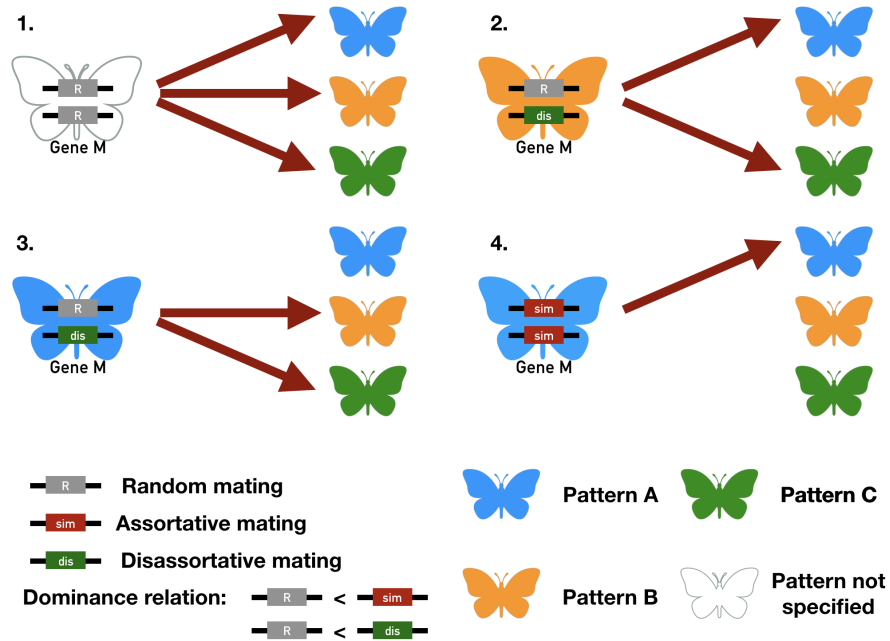 1.
R
R
Gene M
2.
R
dis
Gene M
3.
R
dis
Gene M
4.
sim
sim
Gene M
R Random mating
sim Assortative mating
dis Disassortative mating
Dominance relation: R < sim
R < dis
Pattern A
Pattern C
Pattern B
Pattern not
specified